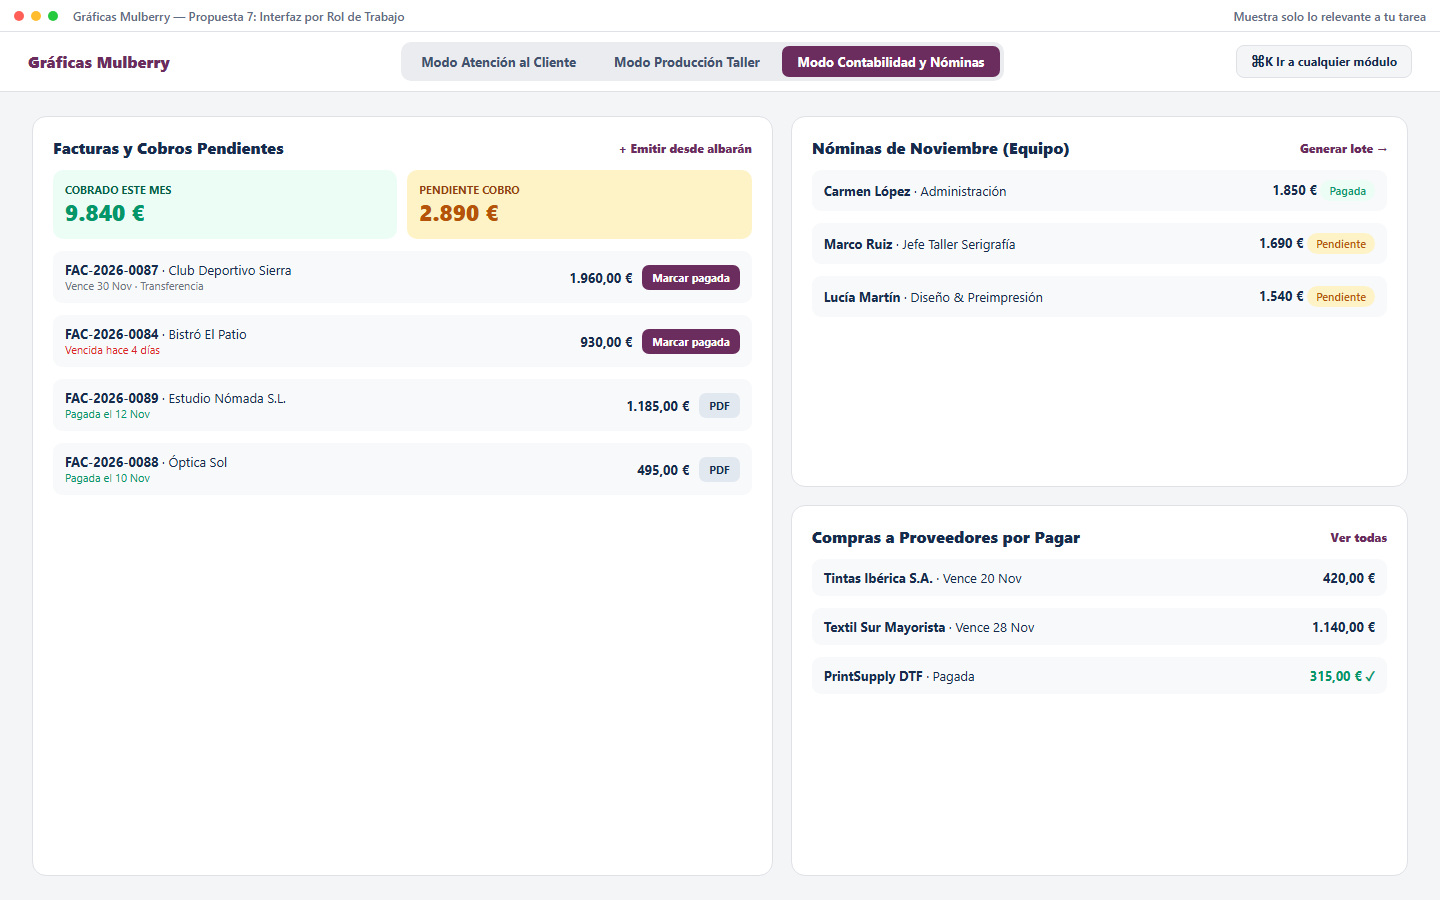 Gráficas Mulberry — Propuesta 7: Interfaz por Rol de Trabajo
Muestra solo lo relevante a tu tarea
Gráficas Mulberry
Modo Atención al Cliente
Modo Producción Taller
Modo Contabilidad y Nóminas
⌘K Ir a cualquier módulo
Facturas y Cobros Pendientes
+ Emitir desde albarán
COBRADO ESTE MES
9.840 €
PENDIENTE COBRO
2.890 €
FAC-2026-0087 · Club Deportivo Sierra
Vence 30 Nov · Transferencia
1.960,00 €
Marcar pagada
FAC-2026-0084 · Bistró El Patio
Vencida hace 4 días
930,00 €
Marcar pagada
FAC-2026-0089 · Estudio Nómada S.L.
Pagada el 12 Nov
1.185,00 €
PDF
FAC-2026-0088 · Óptica Sol
Pagada el 10 Nov
495,00 €
PDF
Nóminas de Noviembre (Equipo)
Generar lote →
Carmen López · Administración
1.850 € Pagada
Marco Ruiz · Jefe Taller Serigrafía
1.690 € Pendiente
Lucía Martín · Diseño & Preimpresión
1.540 € Pendiente
Compras a Proveedores por Pagar
Ver todas
Tintas Ibérica S.A. · Vence 20 Nov
420,00 €
Textil Sur Mayorista · Vence 28 Nov
1.140,00 €
PrintSupply DTF · Pagada
315,00 € ✓